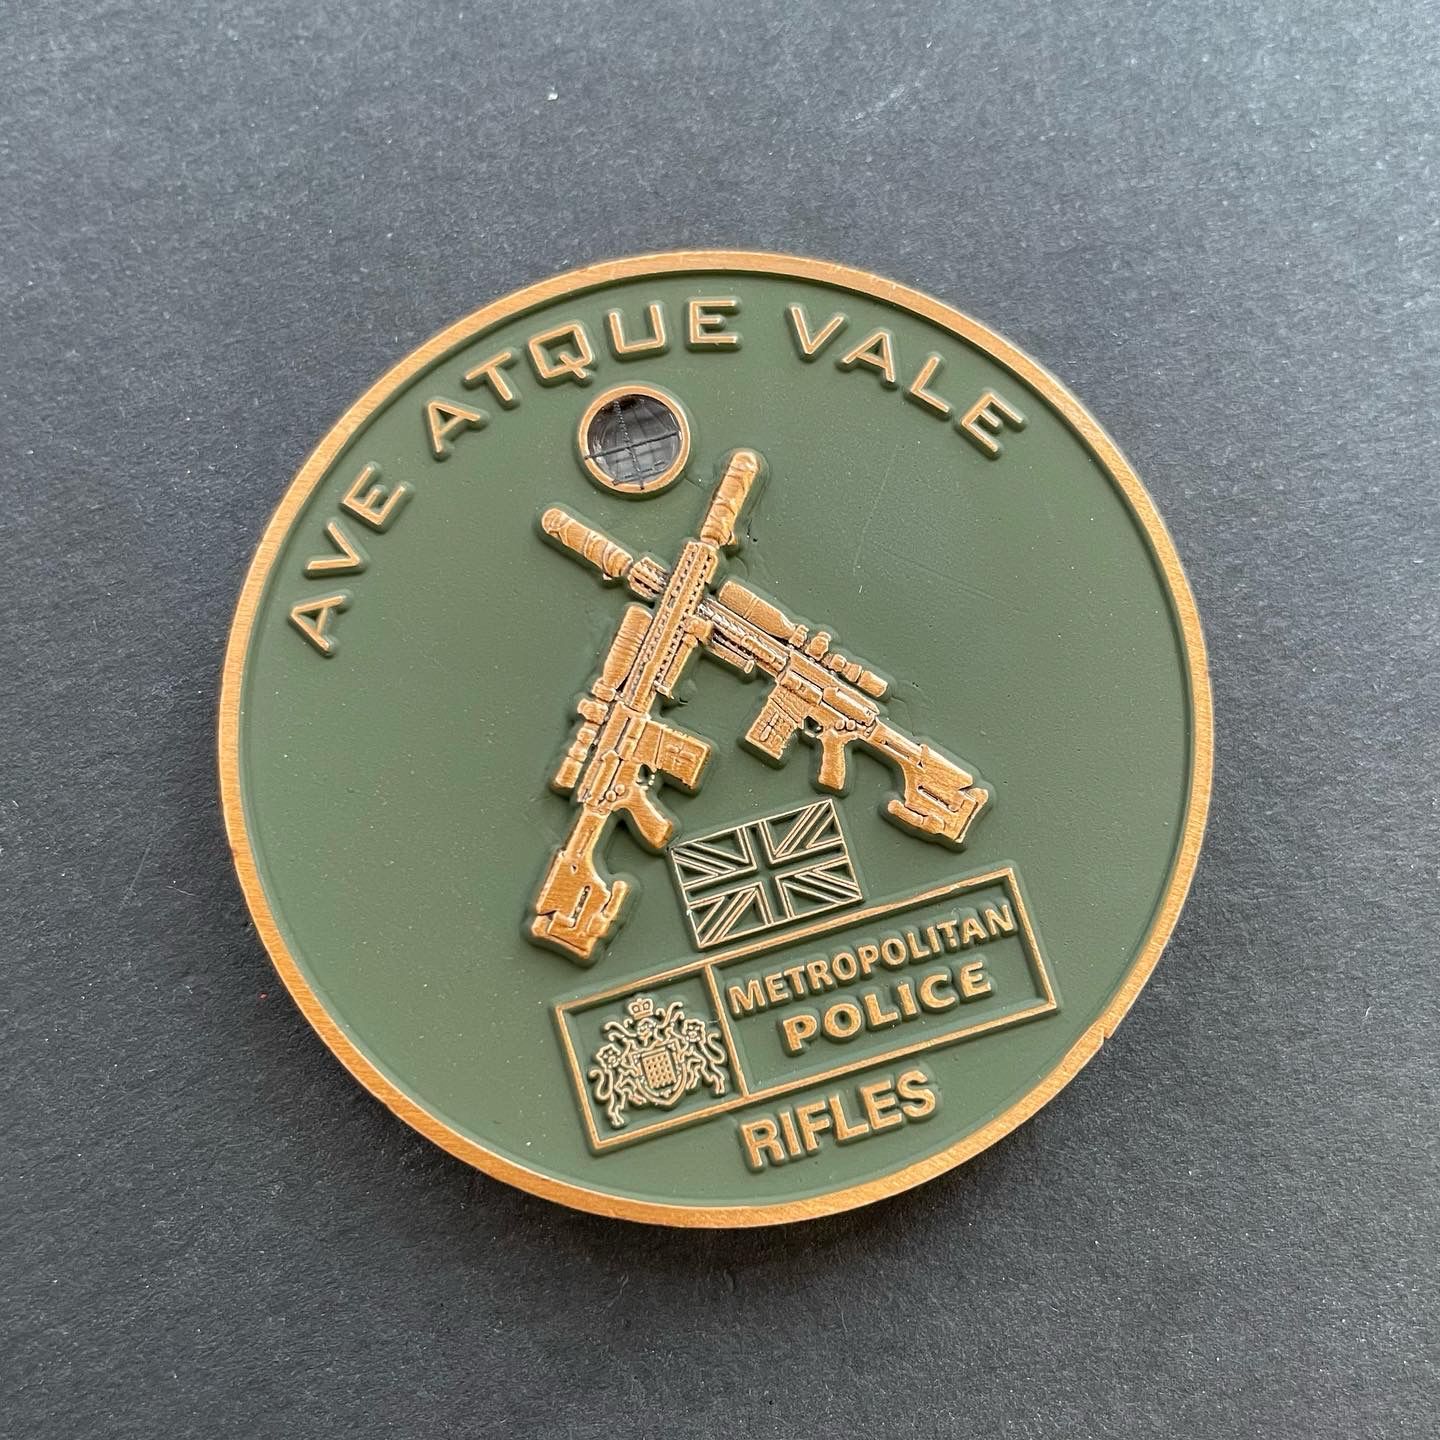 AVE ATQUE VALE
METROPOLITAN
POLICE
RIFLES